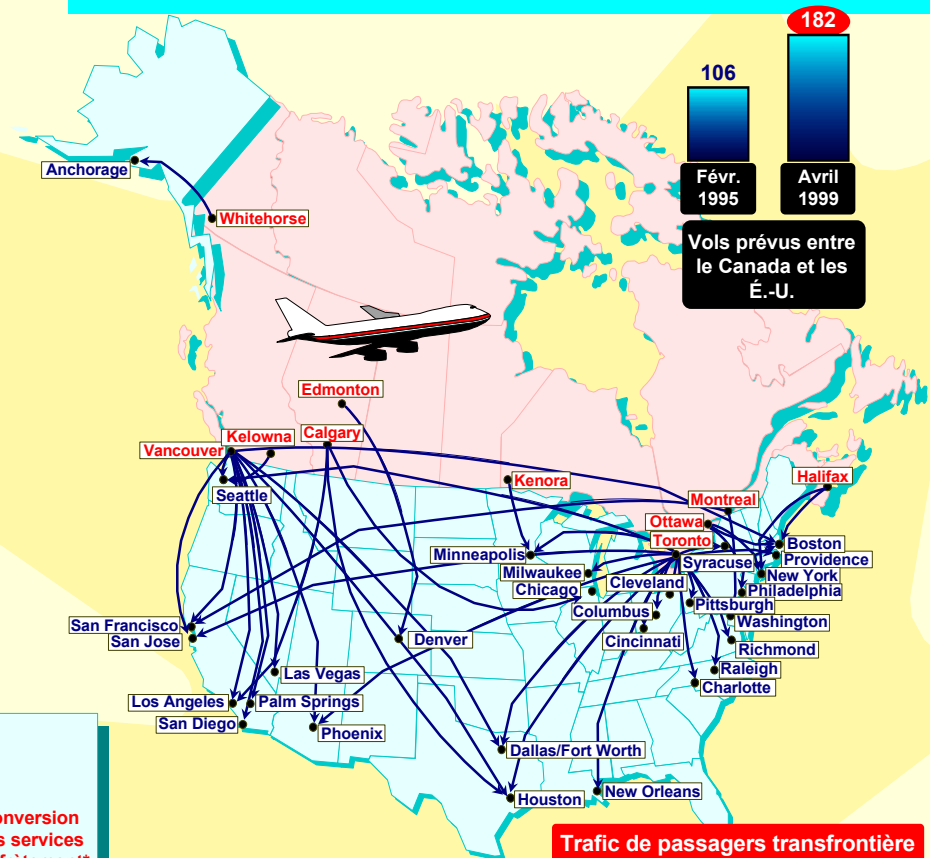 182
106
Févr.
1995
Avril
1999
Vols prévus entre
le Canada et les
É.-U.
Anchorage
Whitehorse
Edmonton
Kelowna
Calgary
Vancouver
Seattle
Kenora
Halifax
Montreal
Ottawa
Toronto
Boston
Minneapolis
Syracuse
Providence
Milwaukee
New York
Cleveland
Chicago
Philadelphia
Columbus
Pittsburgh
Washington
San Francisco
San Jose
Denver
Cincinnati
Richmond
Raleigh
Las Vegas
Charlotte
Los Angeles
Palm Springs
San Diego
Phoenix
Dallas/Fort Worth
Houston
New Orleans
services
Trafic de passagers transfrontière